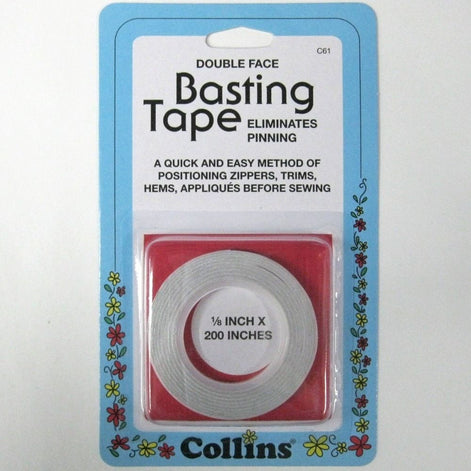 C61
DOUBLE FACE
Basting
Tape ELIMINATES
PINNING
A QUICK AND EASY METHOD OF
POSITIONING ZIPPERS, TRIMS,
HEMS, APPLIQUÉS BEFORE SEWING
⅛ INCH X
200 INCHES
Collins®